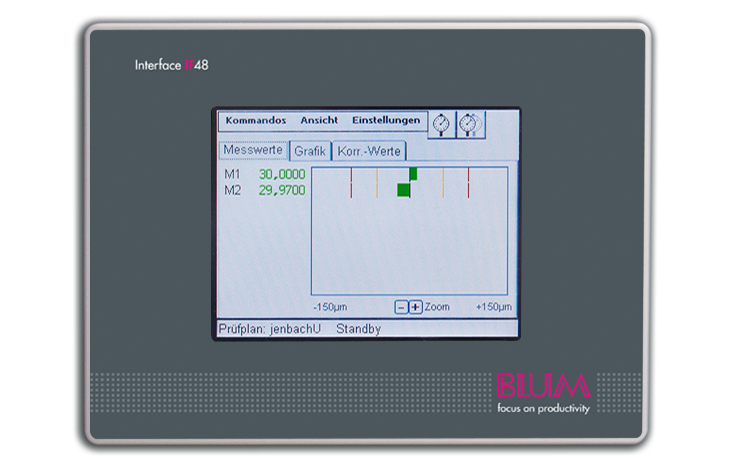 Interface IF48
Kommandos Ansicht Einstellungen
Messwerte Grafik Korr.-Werte
M1 30,0000
M2 29,9700
-150µm - + Zoom +150µm
Prüfplan: jenbachU Standby
BLUM
focus on productivity